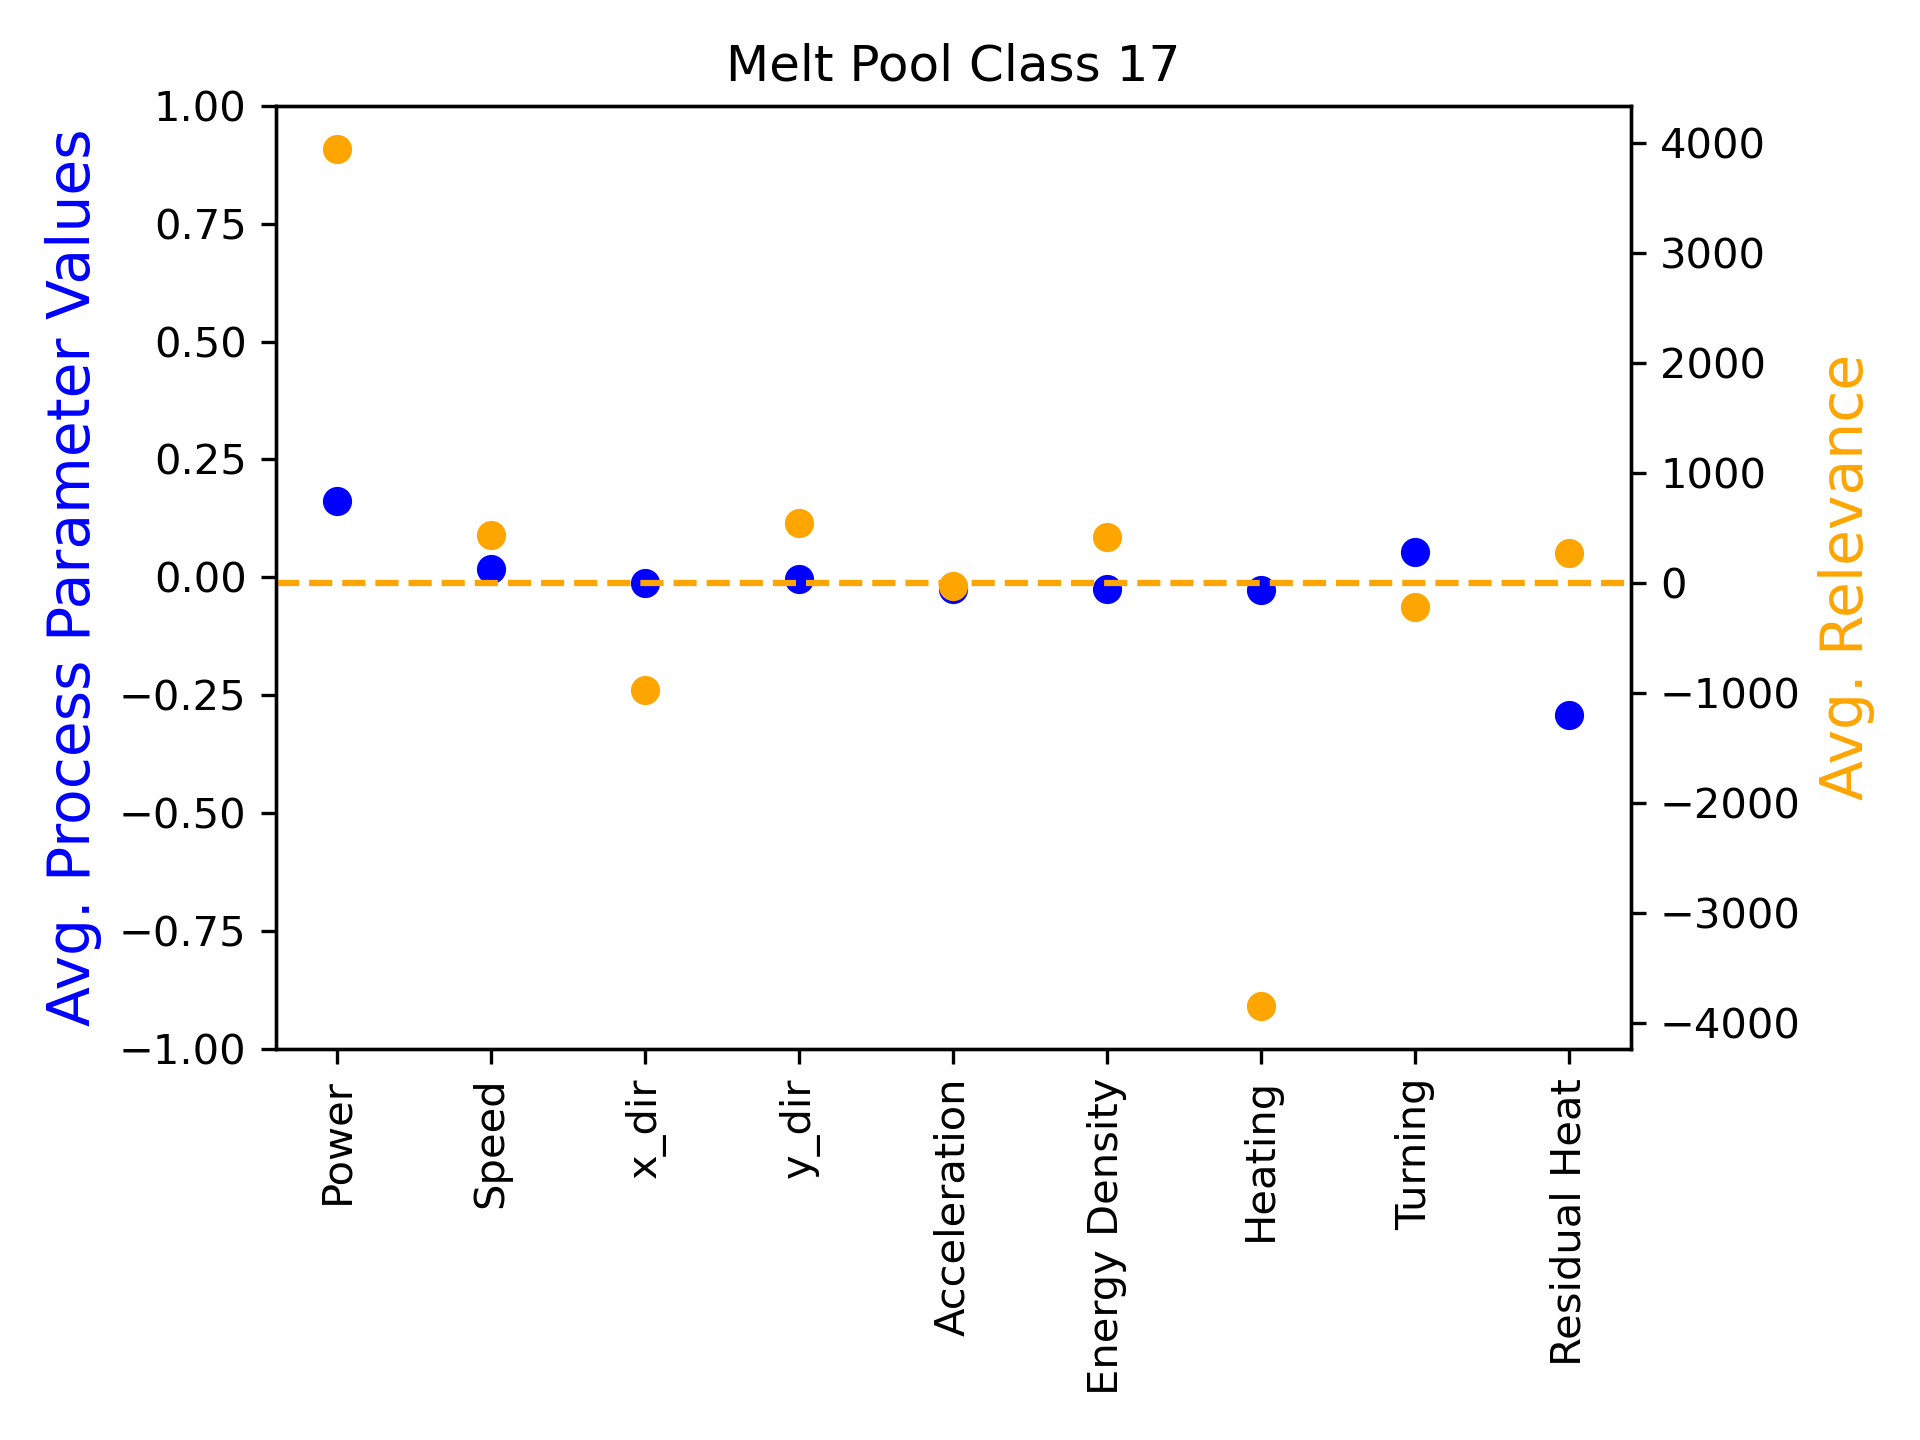 Melt Pool Class 17
Avg. Process Parameter Values
1.00
0.75
0.50
0.25
0.00
−0.25
−0.50
−0.75
−1.00
4000
3000
2000
1000
0
−1000
−2000
−3000
−4000
Avg. Relevance
Power
Speed
x_dir
y_dir
Acceleration
Energy Density
Heating
Turning
Residual Heat